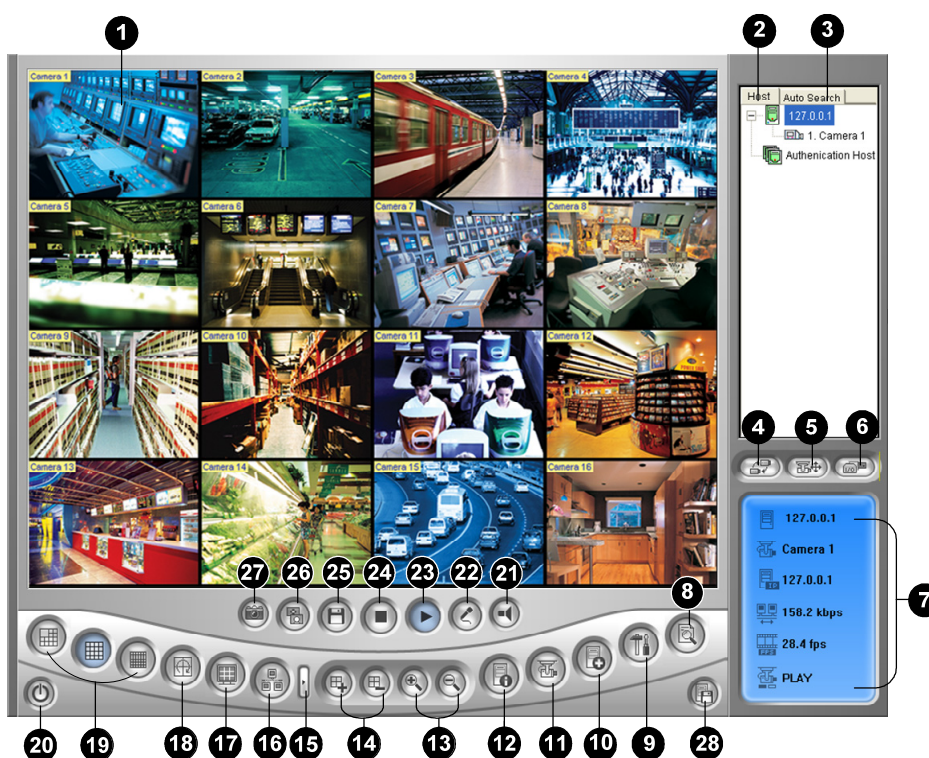 1
2
3
Camera 1
Camera 2
Camera 3
Camera 4
Host
Auto Search
127.0.0.1
1. Camera 1
Authenication Host
Camera 5
Camera 6
Camera 7
Camera 8
Camera 9
Camera 10
Camera 11
Camera 12
4
5
6
I/O
Camera 13
Camera 14
Camera 15
Camera 16
127.0.0.1
Camera 1
IP
127.0.0.1
158.2 kbps
FPS
28.4 fps
PLAY
7
27
26
25
24
23
22
21
8
20
19
18
17
16
15
14
13
12
11
10
9
28